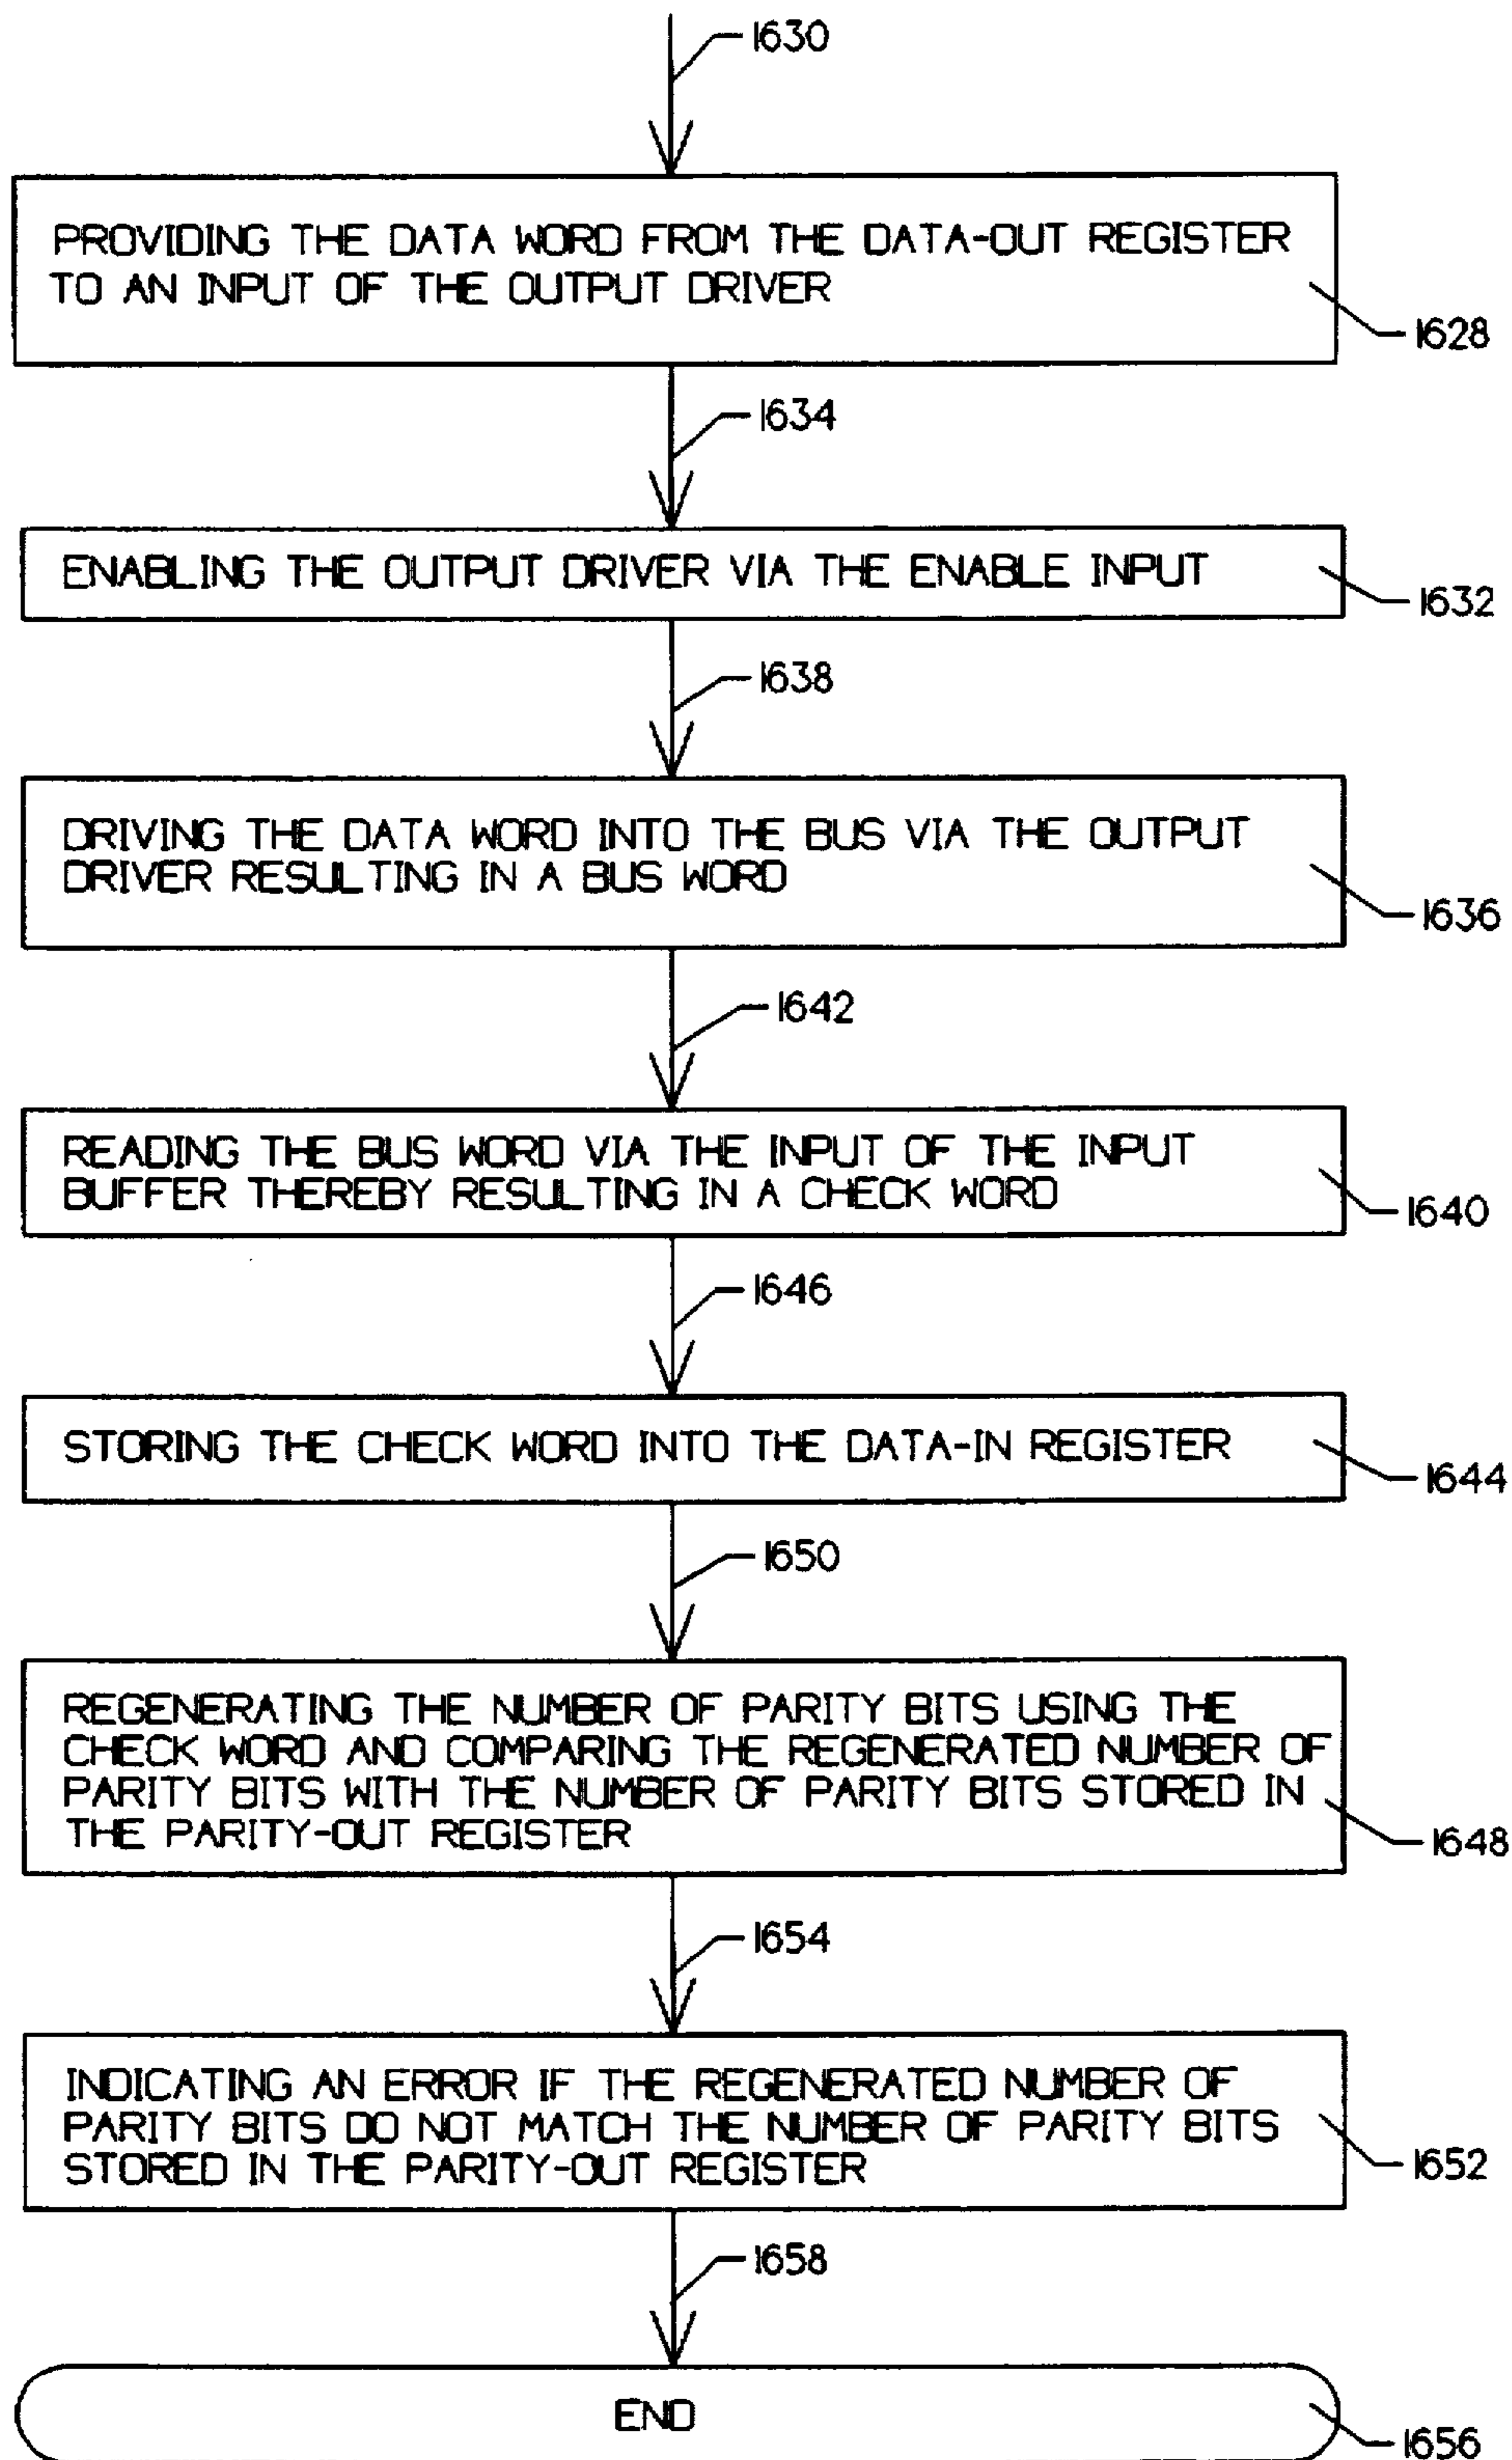 1630
PROVIDING THE DATA WORD FROM THE DATA-OUT REGISTER
TO AN INPUT OF THE OUTPUT DRIVER
1628
1634
ENABLING THE OUTPUT DRIVER VIA THE ENABLE INPUT
1632
1638
DRIVING THE DATA WORD INTO THE BUS VIA THE OUTPUT
DRIVER RESULTING IN A BUS WORD
1636
1642
READING THE BUS WORD VIA THE INPUT OF THE INPUT
BUFFER THEREBY RESULTING IN A CHECK WORD
1640
1646
STORING THE CHECK WORD INTO THE DATA-IN REGISTER
1644
1650
REGENERATING THE NUMBER OF PARITY BITS USING THE
CHECK WORD AND COMPARING THE REGENERATED NUMBER OF
PARITY BITS WITH THE NUMBER OF PARITY BITS STORED IN
THE PARITY-OUT REGISTER
1648
1654
INDICATING AN ERROR IF THE REGENERATED NUMBER OF
PARITY BITS DO NOT MATCH THE NUMBER OF PARITY BITS
STORED IN THE PARITY-OUT REGISTER
1652
1658
END
1656